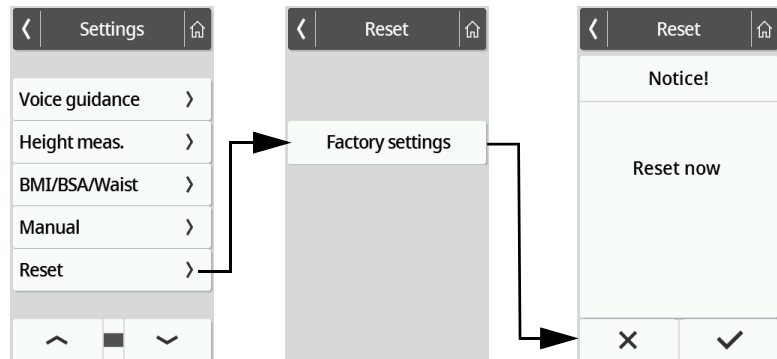 Settings
Voice guidance
Height meas.
BMI/BSA/Waist
Manual
Reset
Reset
Factory settings
Reset
Notice!
Reset now